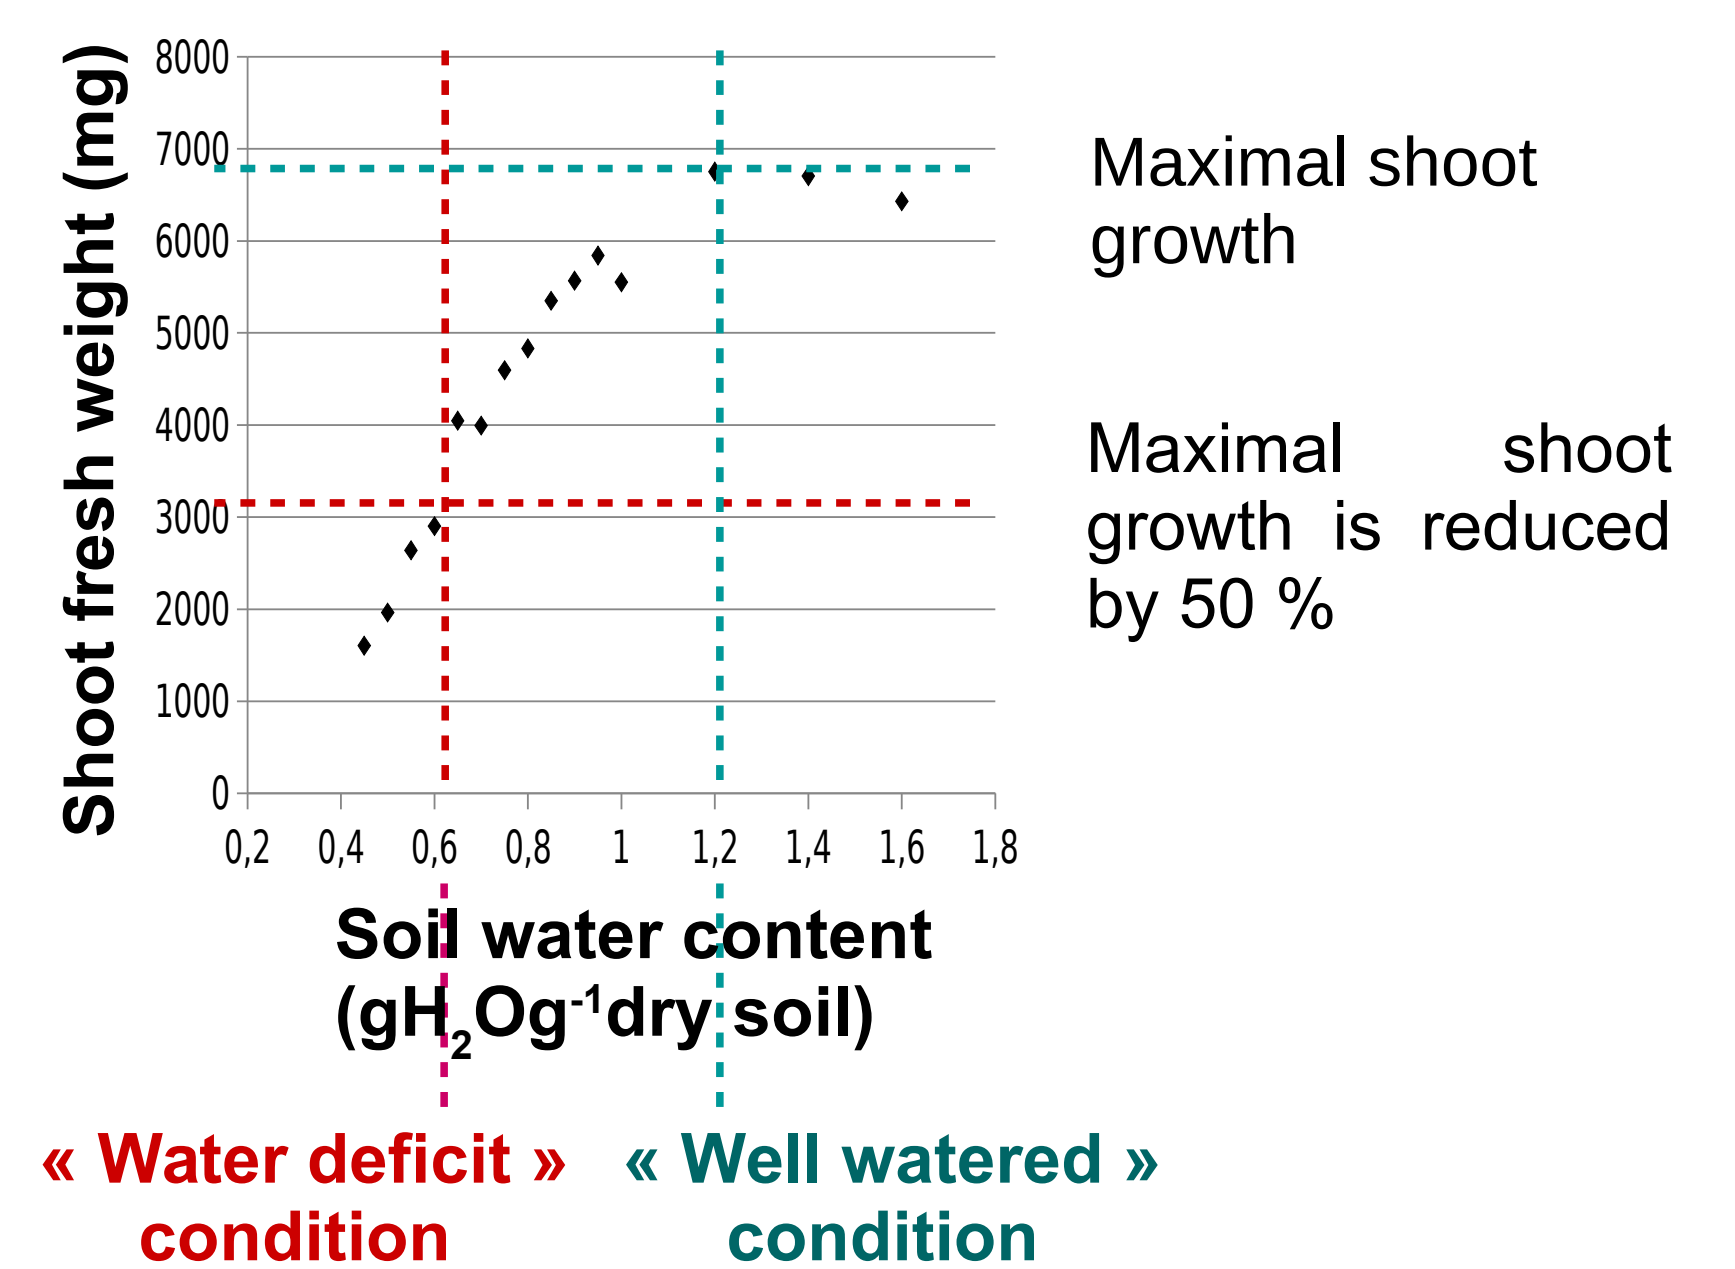 Shoot fresh weight (mg)
8000
7000
6000
5000
4000
3000
2000
1000
0
0,2 0,4 0,6 0,8 1 1,2 1,4 1,6 1,8
Maximal shoot
growth
Maximal shoot
growth is reduced
by 50 %
Soil water content
(gH₂Og⁻¹dry soil)
« Water deficit »
condition
« Well watered »
condition